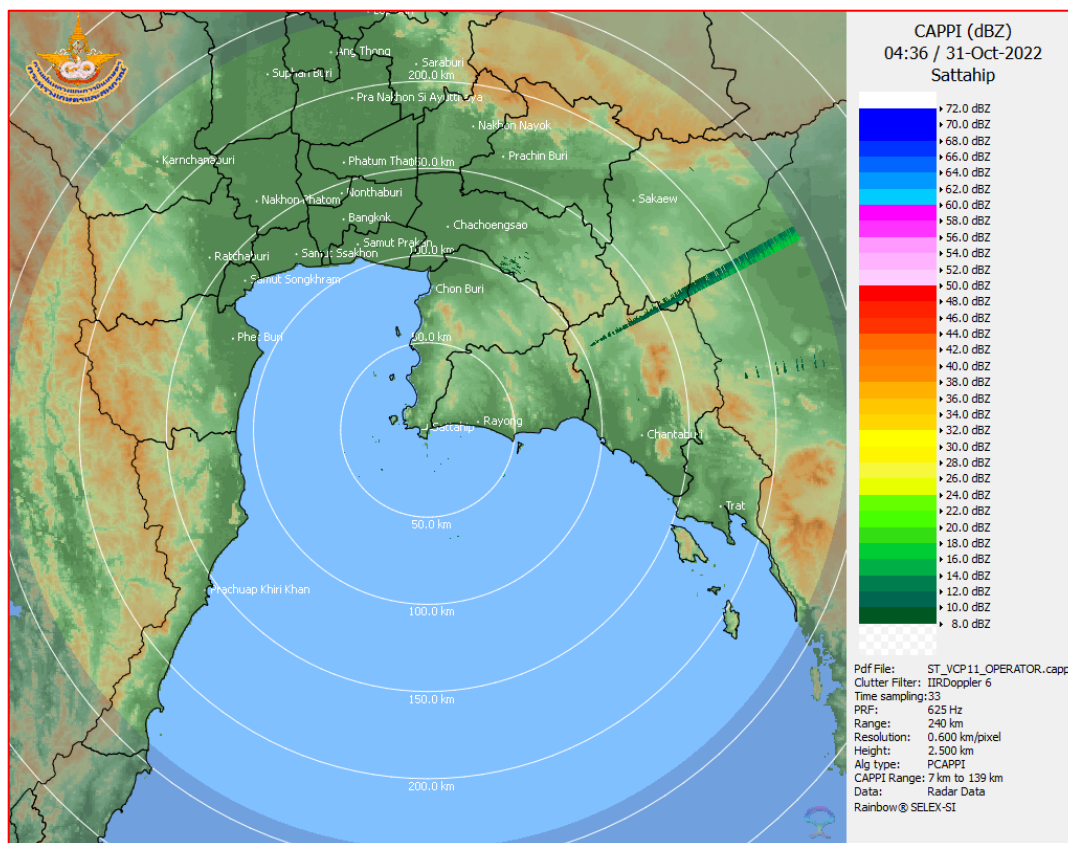 Ang Thong
Saraburi
Suphan Buri
200.0 km
Pra Nakhon Si Ayutthaya
Nakhon Nayok
Karnchanaburi
Phatum Thani
150.0 km
Prachin Buri
Nonthaburi
Nakhon Phatom
Sakaew
Bangkok
Chachoengsao
Samut Prakan
Ratchaburi
Samut Ssakhon
100.0 km
Samut Songkhram
Chon Buri
Phet Buri
50.0 km
Rayong
Sattahip
Chantaburi
Trat
50.0 km
Prachuap Khiri Khan
100.0 km
150.0 km
200.0 km
CAPPI (dBZ)
04:36 / 31-Oct-2022
Sattahip
72.0 dBZ
70.0 dBZ
68.0 dBZ
66.0 dBZ
64.0 dBZ
62.0 dBZ
60.0 dBZ
58.0 dBZ
56.0 dBZ
54.0 dBZ
52.0 dBZ
50.0 dBZ
48.0 dBZ
46.0 dBZ
44.0 dBZ
42.0 dBZ
40.0 dBZ
38.0 dBZ
36.0 dBZ
34.0 dBZ
32.0 dBZ
30.0 dBZ
28.0 dBZ
26.0 dBZ
24.0 dBZ
22.0 dBZ
20.0 dBZ
18.0 dBZ
16.0 dBZ
14.0 dBZ
12.0 dBZ
10.0 dBZ
8.0 dBZ
Pdf File: ST_VCP11_OPERATOR.capp
Clutter Filter: IIRDoppler 6
Time sampling:33
PRF: 625 Hz
Range: 240 km
Resolution: 0.600 km/pixel
Height: 2.500 km
Alg type: PCAPPI
CAPPI Range: 7 km to 139 km
Data: Radar Data
Rainbow® SELEX-SI